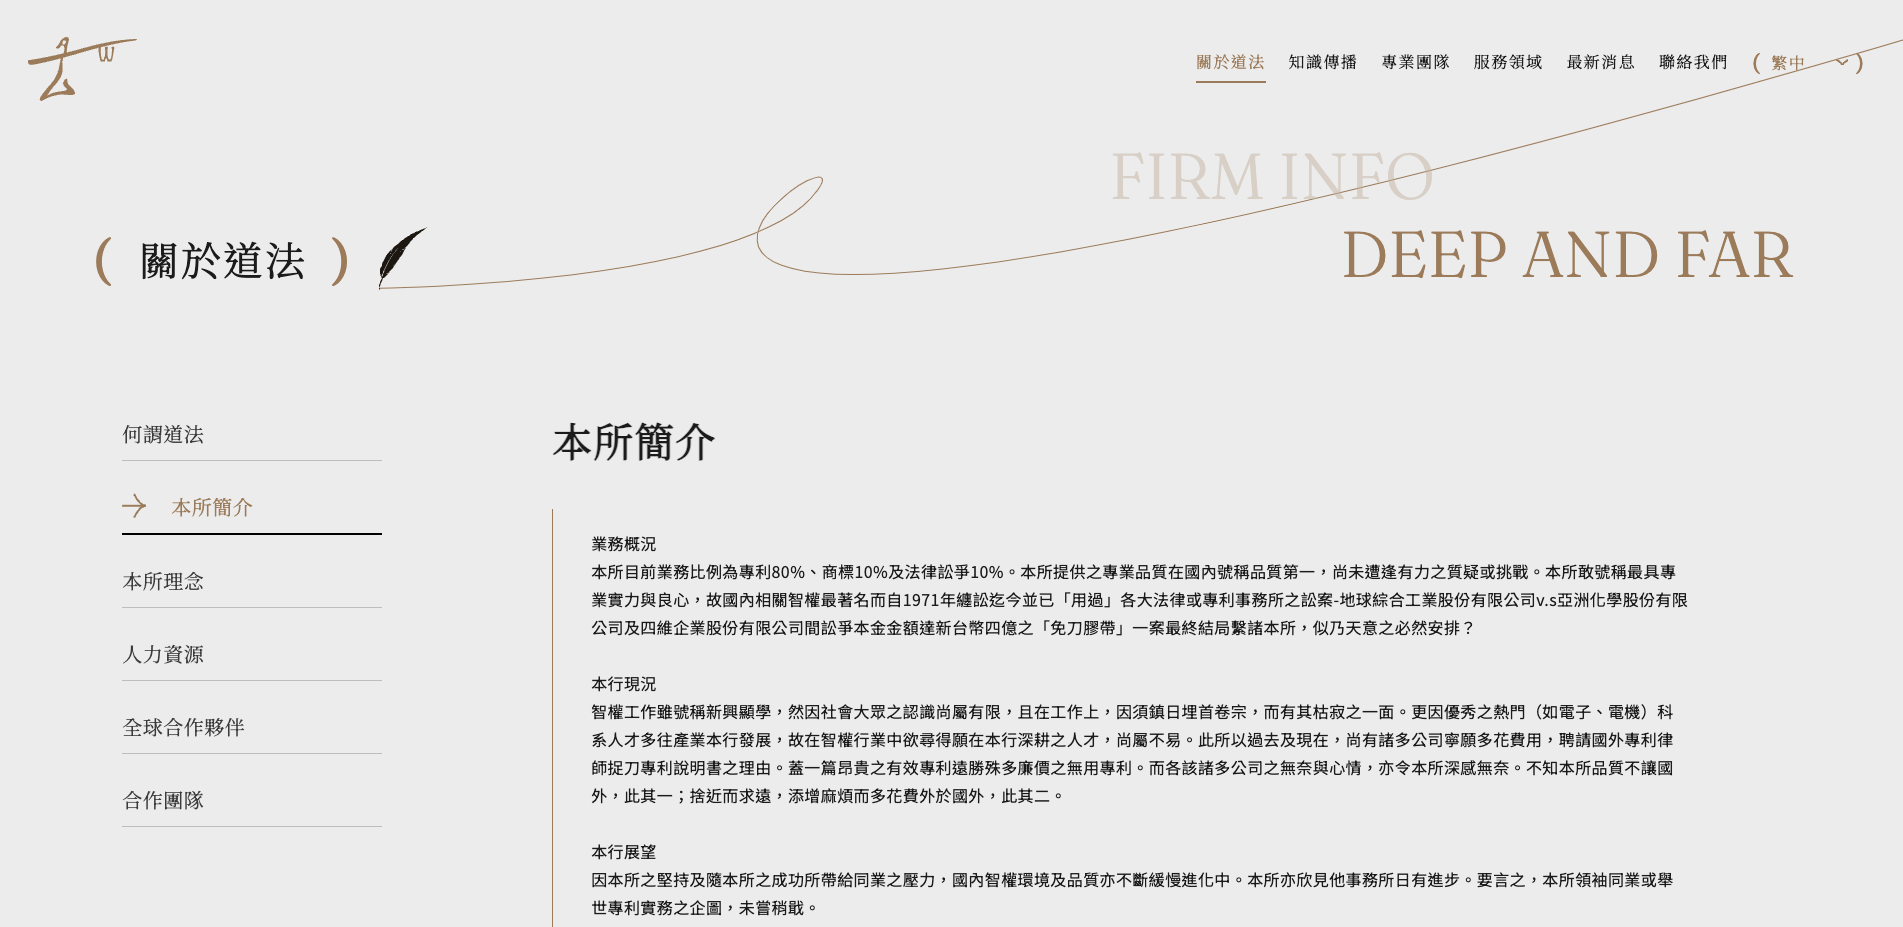 W
關於道法
知識傳播
專業團隊
服務領域
最新消息
聯絡我們
( 繁中 )
FIRM INFO
( 關於道法 )
DEEP AND FAR
何謂道法
本所簡介
本所理念
人力資源
全球合作夥伴
合作團隊
本所簡介
業務概況
本所目前業務比例為專利80%、商標10%及法律訟爭10%。本所提供之專業品質在國內號稱品質第一，尚未遭逢有力之質疑或挑戰。本所敢號稱最具專
業實力與良心，故國內相關智權最著名而自1971年纏訟迄今並已「用過」各大法律或專利事務所之訟案-地球綜合工業股份有限公司v.s亞洲化學股份有限
公司及四維企業股份有限公司間訟爭本金金額達新台幣四億之「免刀膠帶」一案最終結局繫諸本所，似乃天意之必然安排？
本行現況
智權工作雖號稱新興顯學，然因社會大眾之認識尚屬有限，且在工作上，因須鎮日埋首卷宗，而有其枯寂之一面。更因優秀之熱門（如電子、電機）科
系人才多往產業本行發展，故在智權行業中欲尋得願在本行深耕之人才，尚屬不易。此所以過去及現在，尚有諸多公司寧願多花費用，聘請國外專利律
師捉刀專利說明書之理由。蓋一篇昂貴之有效專利遠勝殊多廉價之無用專利。而各該諸多公司之無奈與心情，亦令本所深感無奈。不知本所品質不讓國
外，此其一；捨近而求遠，添增麻煩而多花費外於國外，此其二。
本行展望
因本所之堅持及隨本所之成功所帶給同業之壓力，國內智權環境及品質亦不斷緩慢進化中。本所亦欣見他事務所日有進步。要言之，本所領袖同業或舉
世專利實務之企圖，未嘗稍戢。